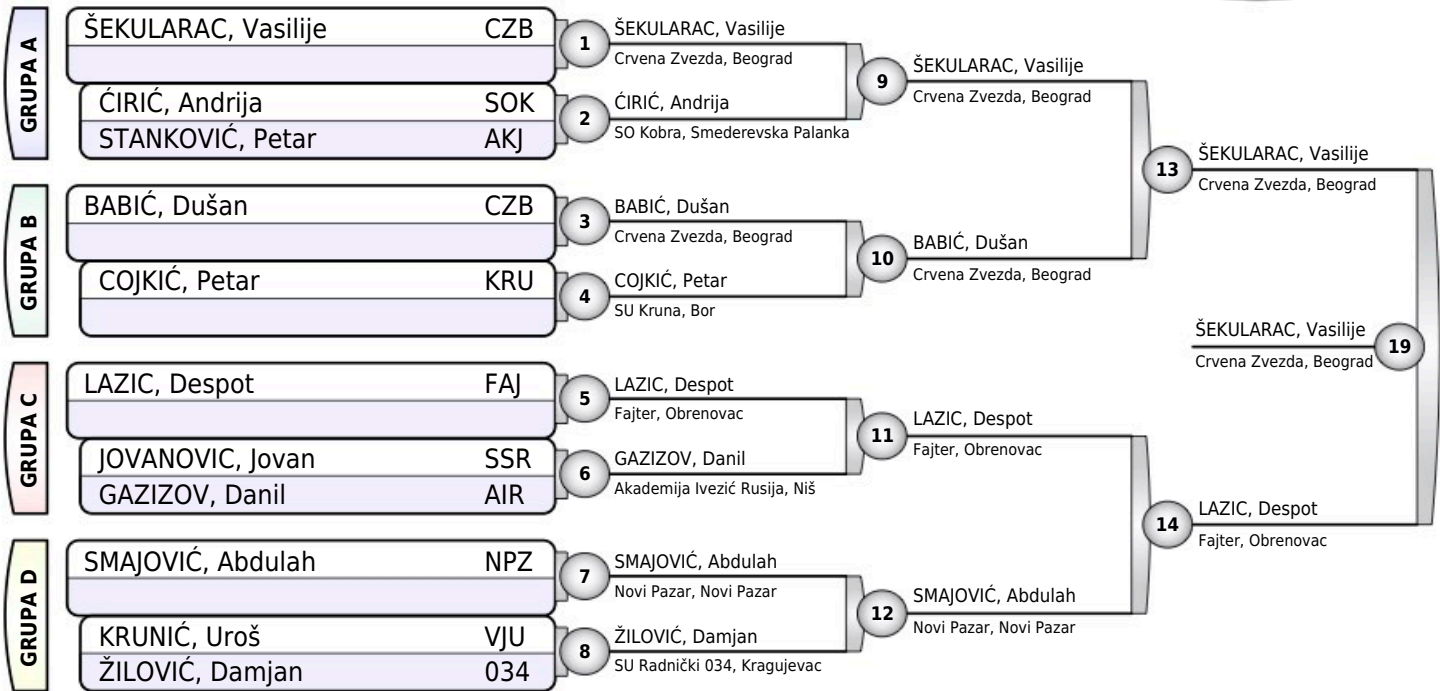 GRUPA A
ŠEKULARAC, Vasilije CZB
ĆIRIĆ, Andrija SOK
STANKOVIĆ, Petar AKJ
GRUPA B
BABIĆ, Dušan CZB
COJKIĆ, Petar KRU
GRUPA C
LAZIC, Despot FAJ
JOVANOVIC, Jovan SSR
GAZIZOV, Danil AIR
GRUPA D
SMAJOVIĆ, Abdulah NPZ
KRUNIĆ, Uroš VJU
ŽILOVIĆ, Damjan 034
1
ŠEKULARAC, Vasilije
Crvena Zvezda, Beograd
2
ĆIRIĆ, Andrija
SO Kobra, Smederevska Palanka
3
BABIĆ, Dušan
Crvena Zvezda, Beograd
4
COJKIĆ, Petar
SU Kruna, Bor
5
LAZIC, Despot
Fajter, Obrenovac
6
GAZIZOV, Danil
Akademija Ivezić Rusija, Niš
7
SMAJOVIĆ, Abdulah
Novi Pazar, Novi Pazar
8
ŽILOVIĆ, Damjan
SU Radnički 034, Kragujevac
9
ŠEKULARAC, Vasilije
Crvena Zvezda, Beograd
10
BABIĆ, Dušan
Crvena Zvezda, Beograd
11
LAZIC, Despot
Fajter, Obrenovac
12
SMAJOVIĆ, Abdulah
Novi Pazar, Novi Pazar
13
ŠEKULARAC, Vasilije
Crvena Zvezda, Beograd
14
LAZIC, Despot
Fajter, Obrenovac
ŠEKULARAC, Vasilije
Crvena Zvezda, Beograd
19